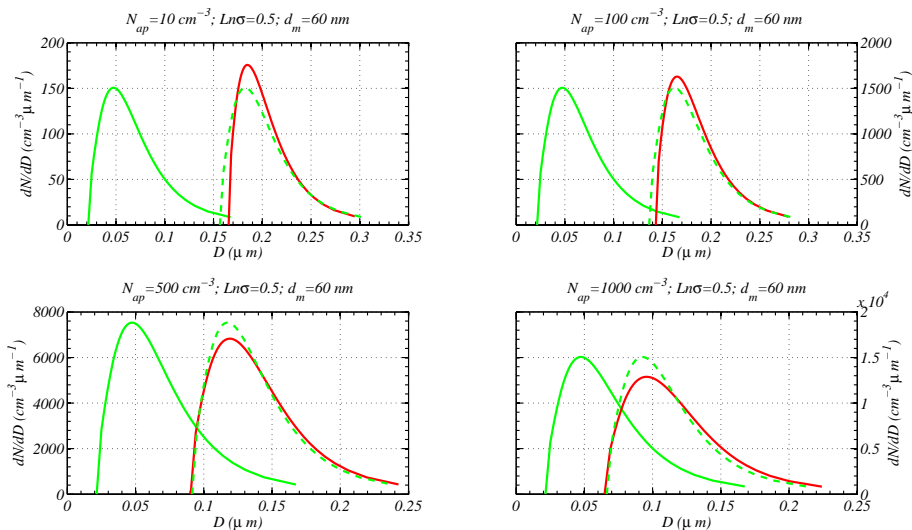 N_ap=10 cm^−3; Lnσ=0.5; d_m=60 nm
200
150
100
50
0
dN/dD (cm^−3μ m^−1)
0 0.05 0.1 0.15 0.2 0.25 0.3 0.35
D (μ m)
N_ap=100 cm^−3; Lnσ=0.5; d_m=60 nm
2000
1500
1000
500
0
dN/dD (cm^−3μ m^−1)
0 0.05 0.1 0.15 0.2 0.25 0.3 0.35
D (μ m)
N_ap=500 cm^−3; Lnσ=0.5; d_m=60 nm
8000
6000
4000
2000
0
dN/dD (cm^−3μ m^−1)
0 0.05 0.1 0.15 0.2 0.25
D (μ m)
N_ap=1000 cm^−3; Lnσ=0.5; d_m=60 nm
x 10^4
2
1.5
1
0.5
0
dN/dD (cm^−3μ m^−1)
0 0.05 0.1 0.15 0.2 0.25
D (μ m)